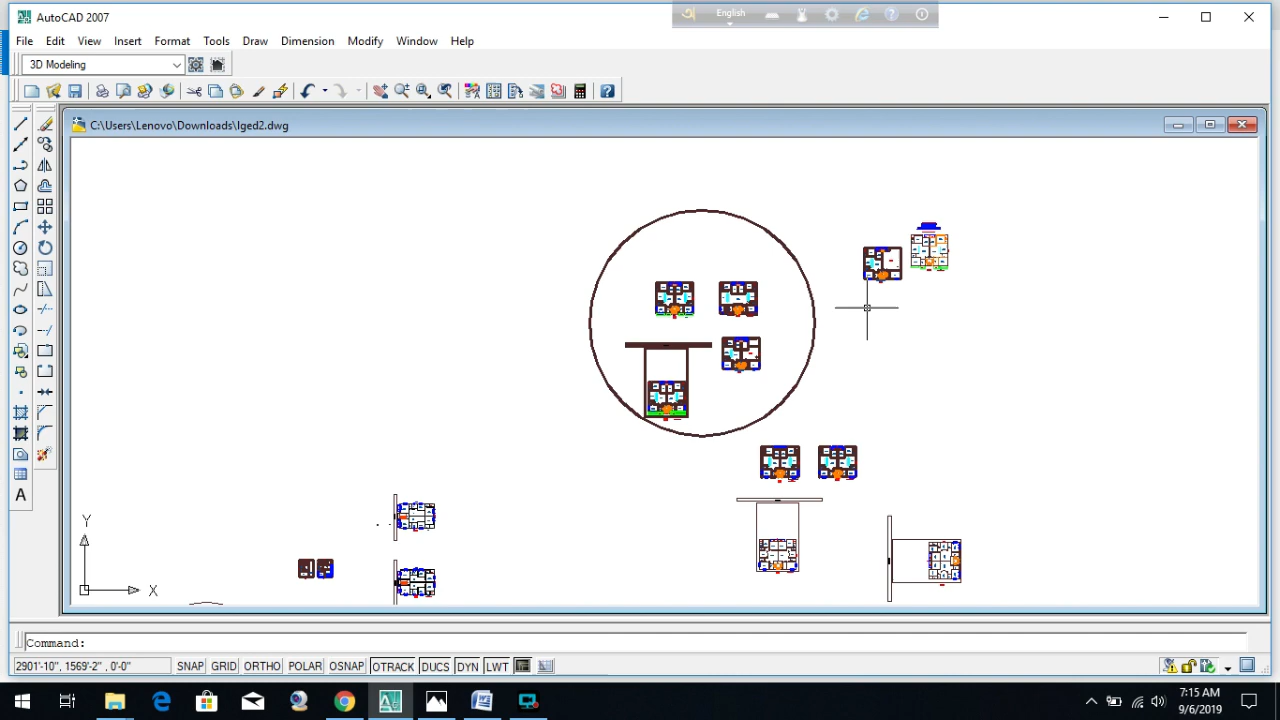 AutoCAD 2007
English
File Edit View Insert Format Tools Draw Dimension Modify Window Help
3D Modeling
C:\Users\Lenovo\Downloads\lged2.dwg
A
Y
X
Command:
2901'-10", 1569'-2" , 0'-0" SNAP GRID ORTHO POLAR OSNAP OTRACK DUCS DYN LWT
7:15 AM
9/6/2019